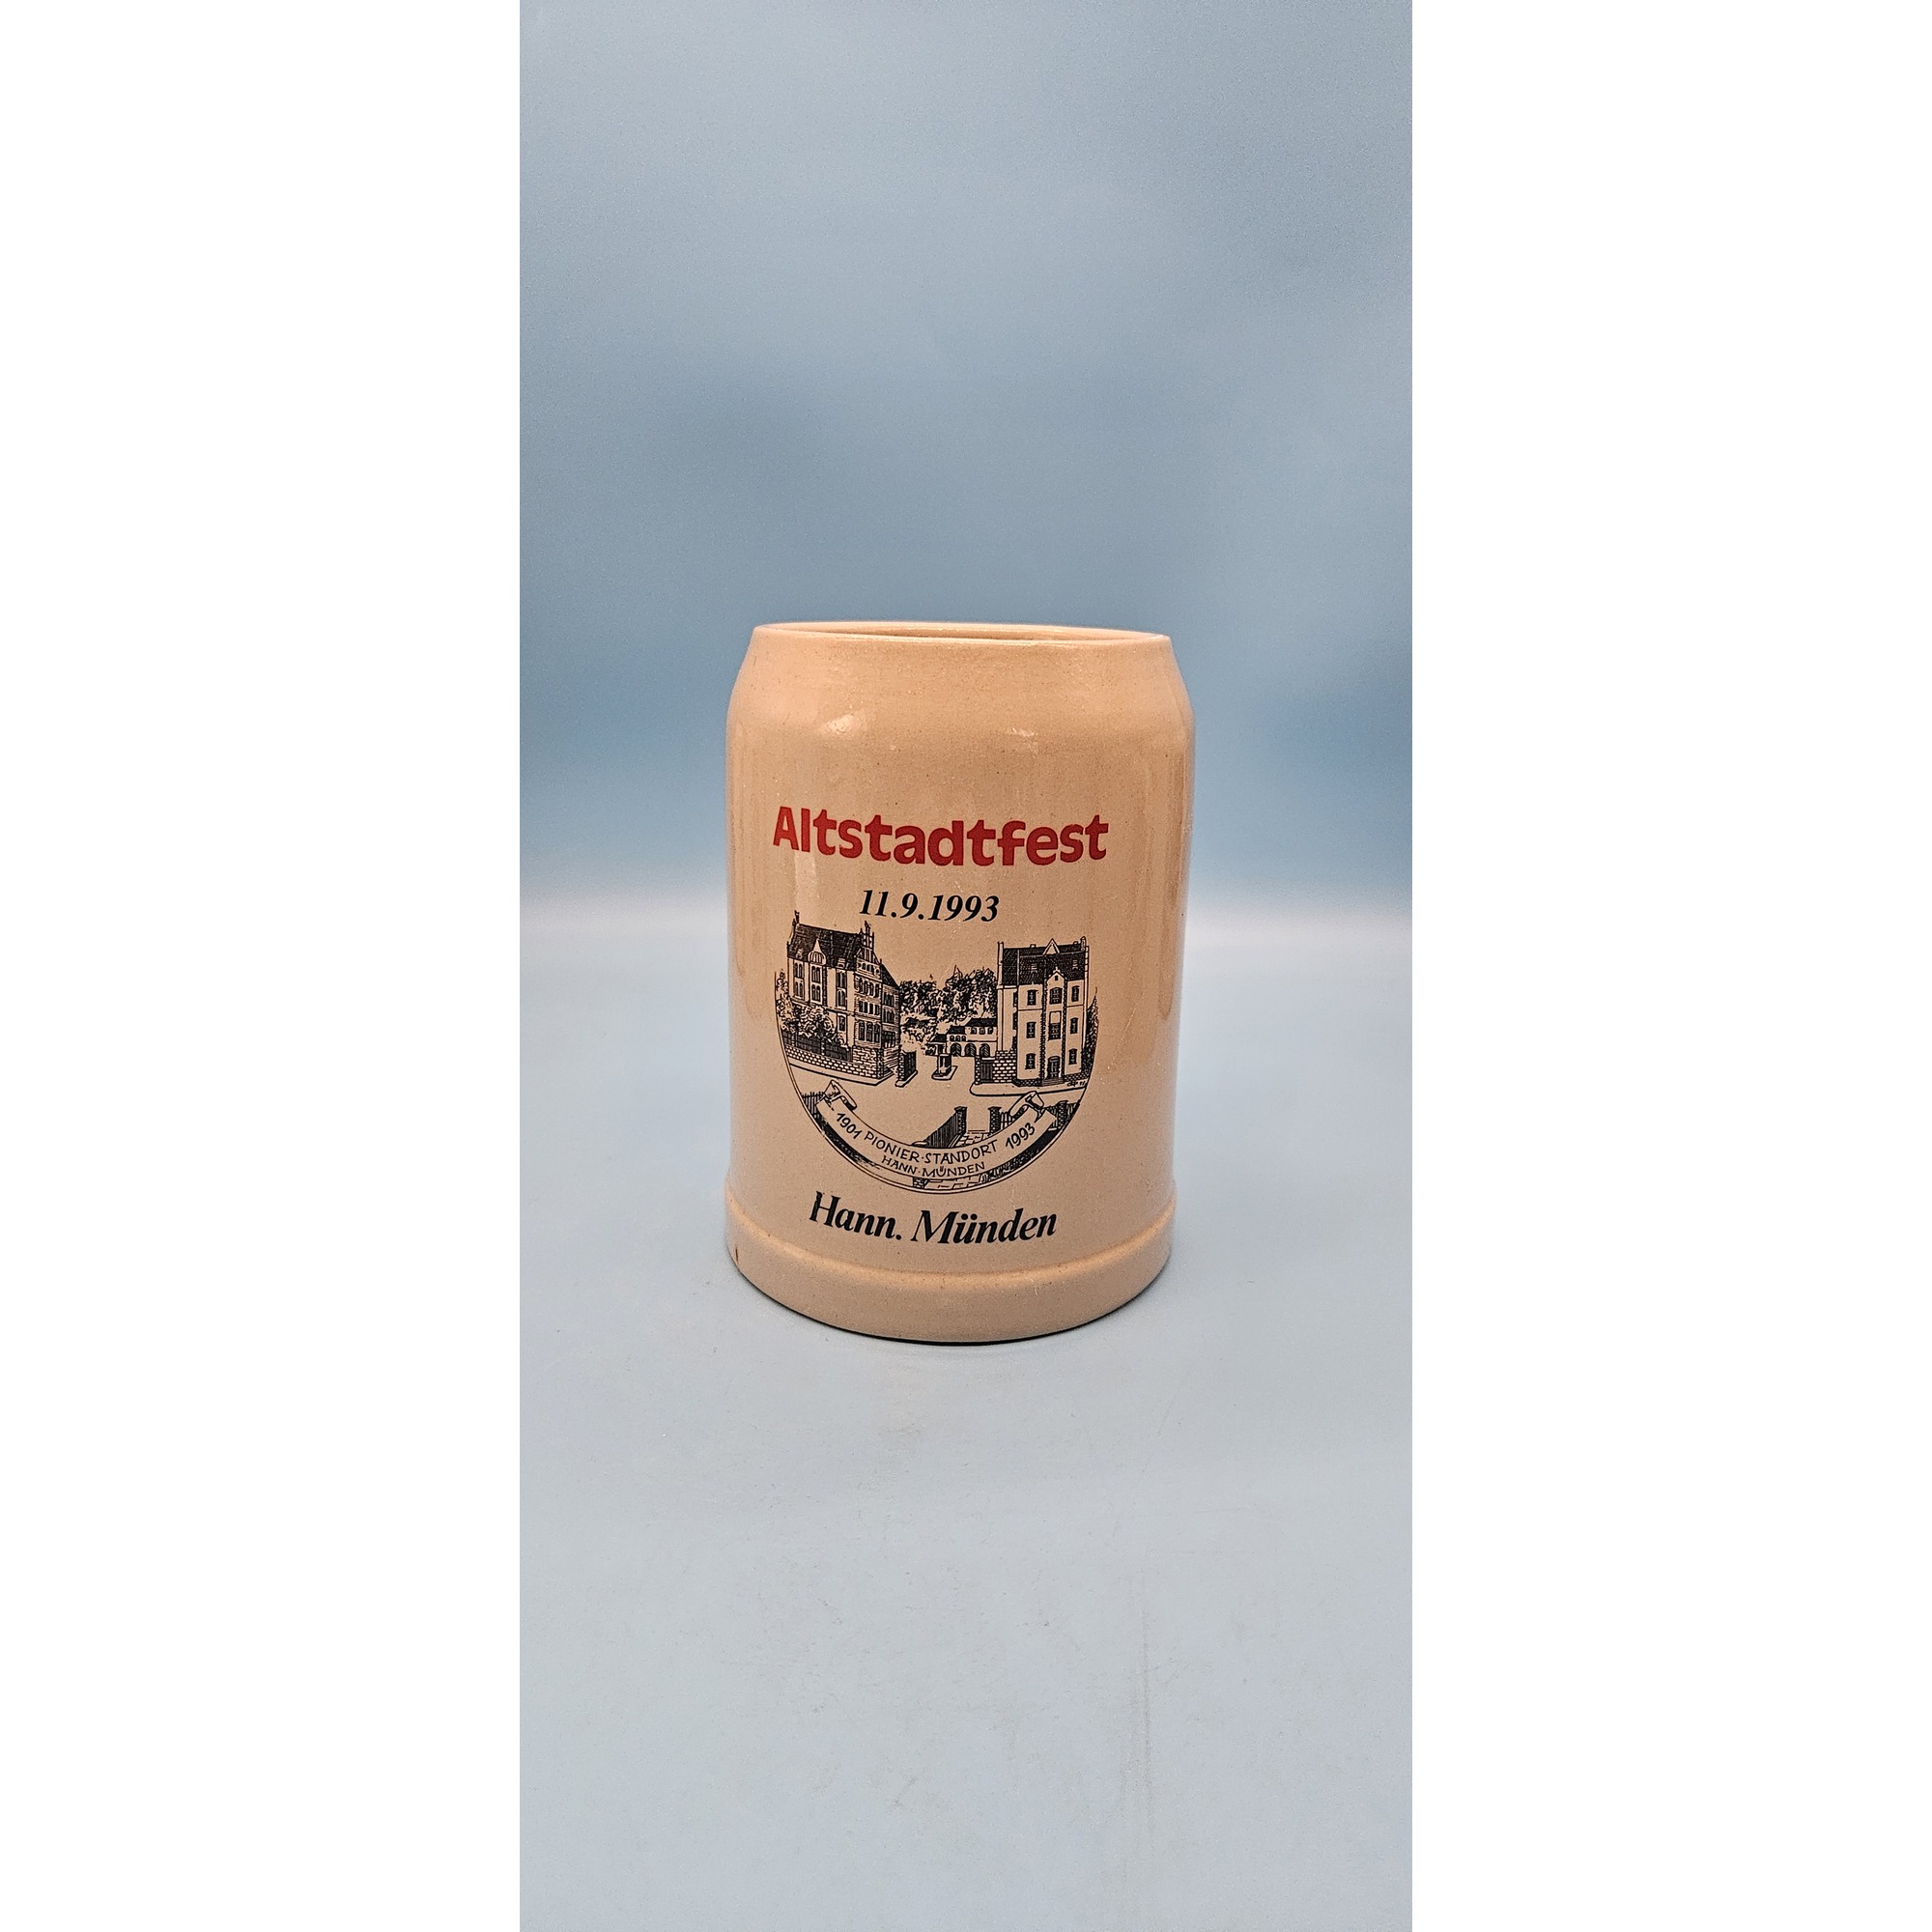 Altstadtfest
11.9.1993
1901 PIONIER-STANDORT 1993
HANN-MÜNDEN
Hann. Münden